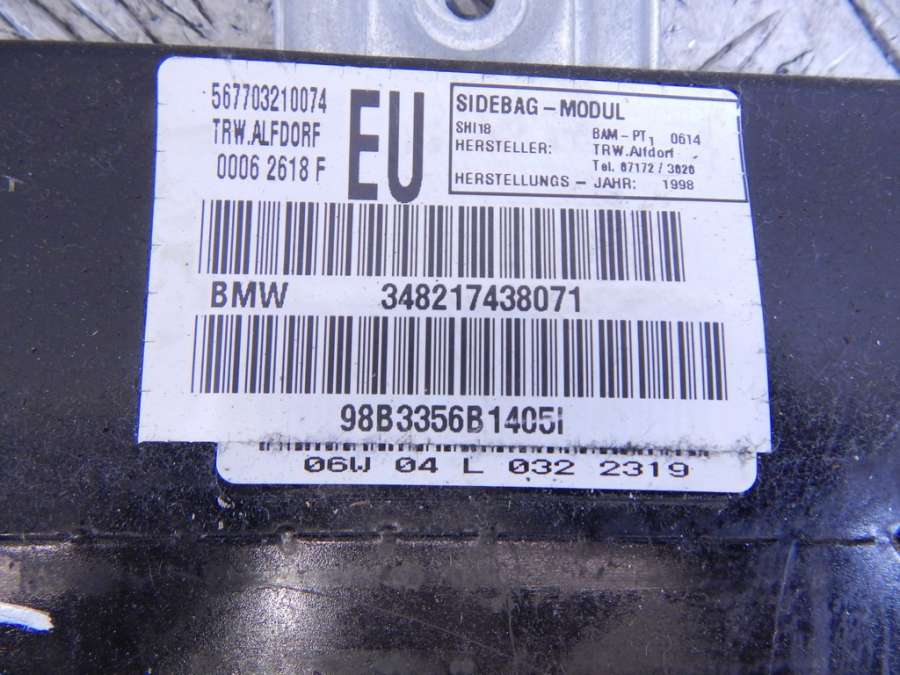 567703210074
TRW.ALFDORF
0006 2618 F
EU
SIDEBAG-MODUL
SHI18 BAM-PT1 0614
HERSTELLER: TRW.Alfdorf
Tel. 07172/3026
HERSTELLUNGS-JAHR: 1998
BMW 348217438071
98B3356B1405I
06W 04 L 032 2319